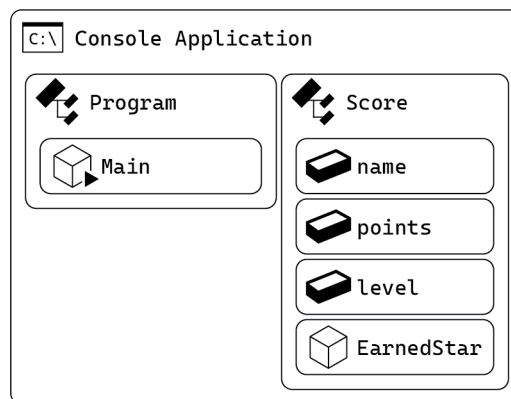 C:\ Console Application
Program
Main
Score
name
points
level
EarnedStar